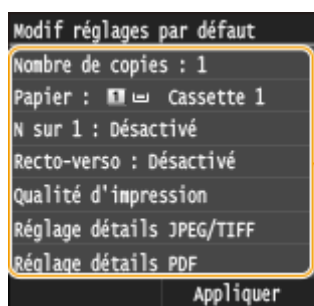 Modif réglages par défaut
Nombre de copies : 1
Papier : 1 Cassette 1
N sur 1 : Désactivé
Recto-verso : Désactivé
Qualité d'impression
Réglage détails JPEG/TIFF
Réglage détails PDF
Appliquer